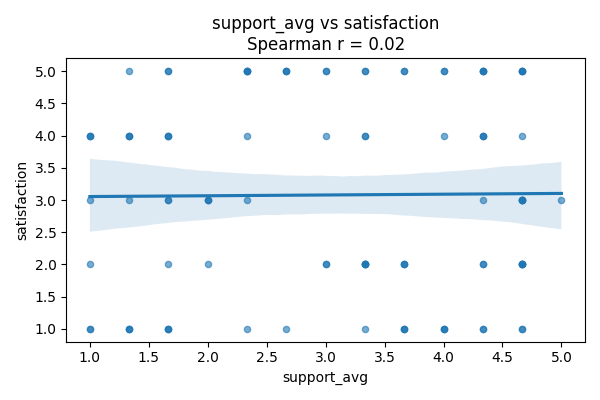 support_avg vs satisfaction
Spearman r = 0.02
5.0
4.5
4.0
3.5
3.0
2.5
2.0
1.5
1.0
satisfaction
1.0 1.5 2.0 2.5 3.0 3.5 4.0 4.5 5.0
support_avg